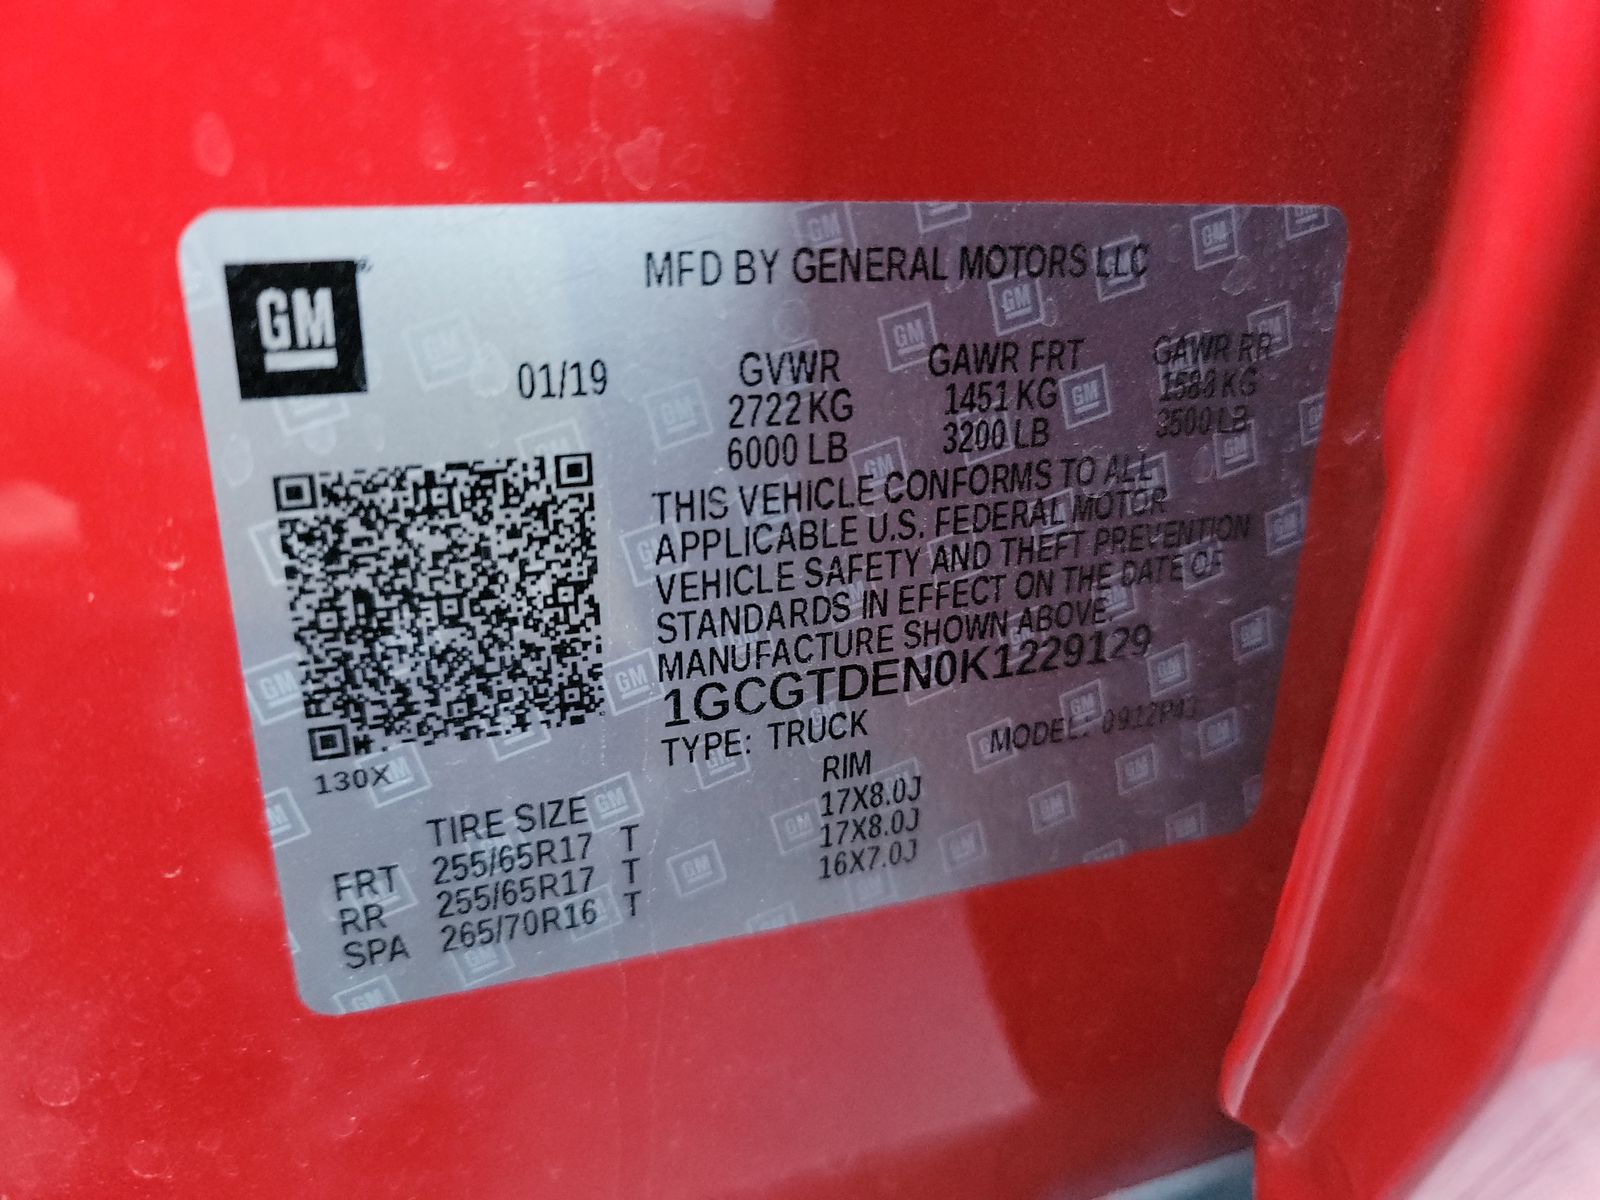 GM
MFD BY GENERAL MOTORS LLC
01/19
GVWR GAWR FRT GAWR RR
2722 KG 1451 KG 1588 KG
6000 LB 3200 LB 3500 LB
THIS VEHICLE CONFORMS TO ALL
APPLICABLE U.S. FEDERAL MOTOR
VEHICLE SAFETY AND THEFT PREVENTION
STANDARDS IN EFFECT ON THE DATE OF
MANUFACTURE SHOWN ABOVE.
1GCGTDEN0K1229129
TYPE: TRUCK MODEL:
130X
TIRE SIZE RIM
FRT 255/65R17 T 17X8.0J
RR 255/65R17 T 17X8.0J
SPA 265/70R16 T 16X7.0J